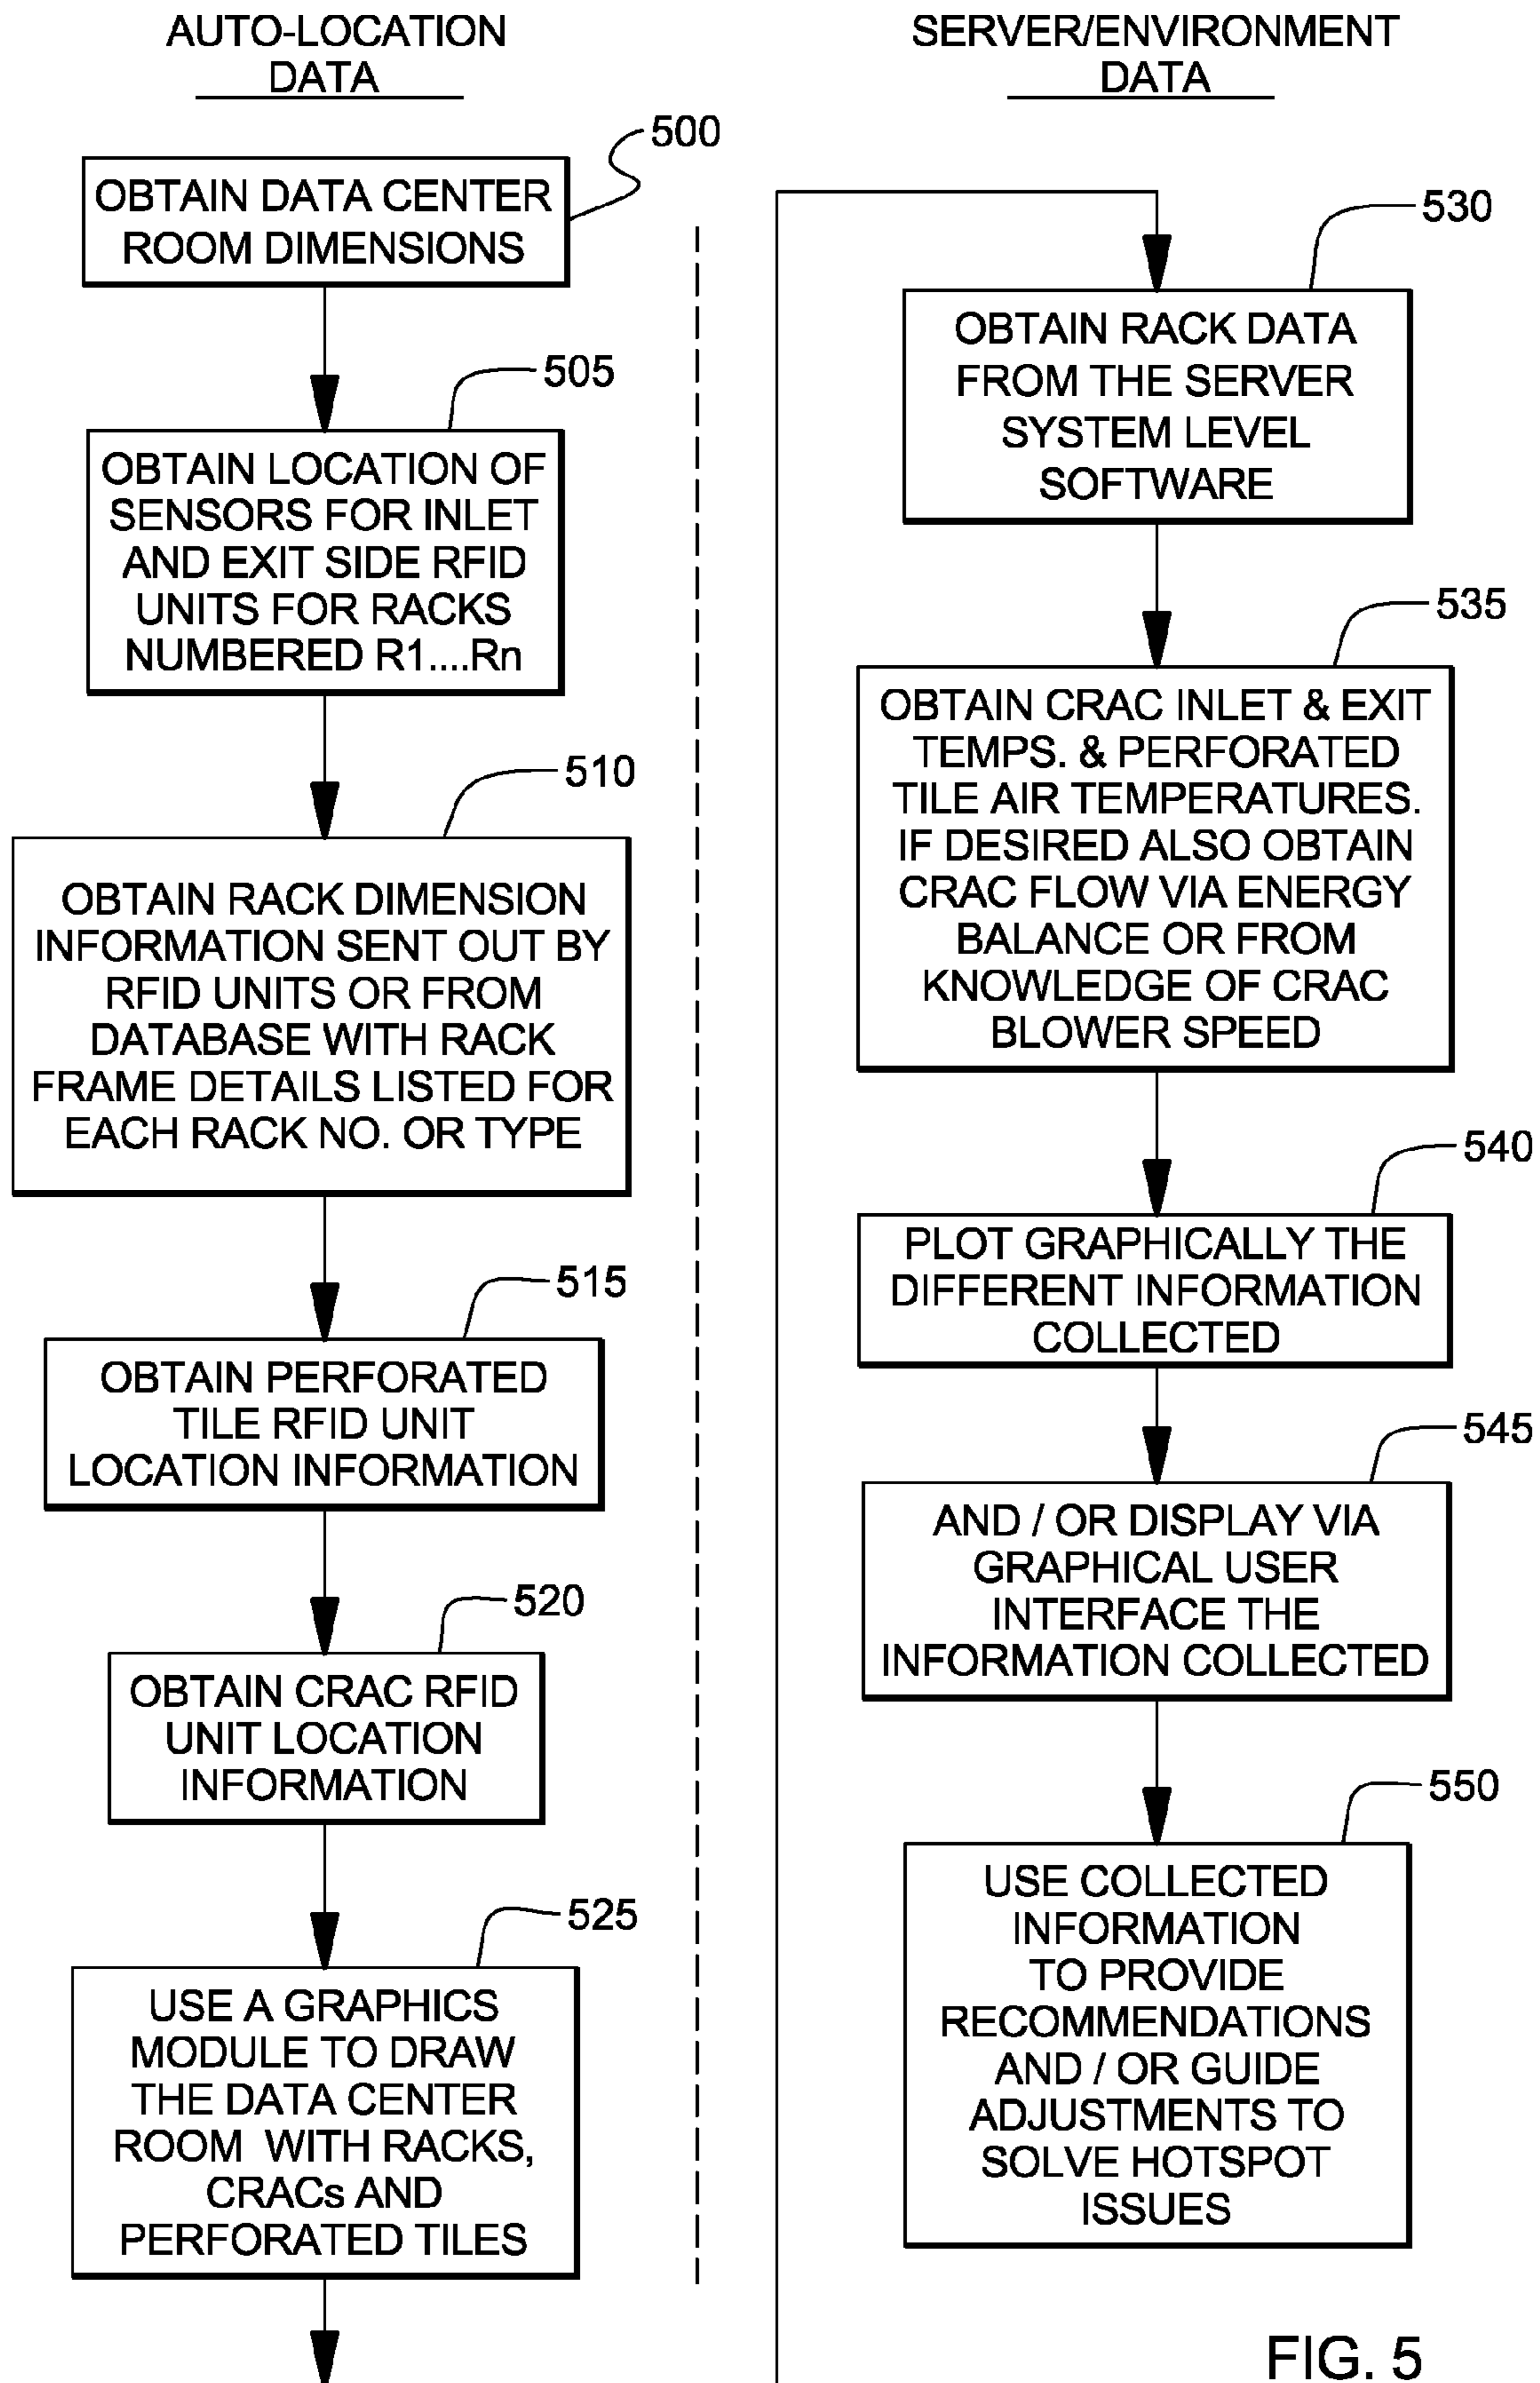 AUTO-LOCATION
DATA
500
OBTAIN DATA CENTER
ROOM DIMENSIONS
505
OBTAIN LOCATION OF
SENSORS FOR INLET
AND EXIT SIDE RFID
UNITS FOR RACKS
NUMBERED R1....Rn
510
OBTAIN RACK DIMENSION
INFORMATION SENT OUT BY
RFID UNITS OR FROM
DATABASE WITH RACK
FRAME DETAILS LISTED FOR
EACH RACK NO. OR TYPE
515
OBTAIN PERFORATED
TILE RFID UNIT
LOCATION INFORMATION
520
OBTAIN CRAC RFID
UNIT LOCATION
INFORMATION
525
USE A GRAPHICS
MODULE TO DRAW
THE DATA CENTER
ROOM WITH RACKS,
CRACs AND
PERFORATED TILES
SERVER/ENVIRONMENT
DATA
530
OBTAIN RACK DATA
FROM THE SERVER
SYSTEM LEVEL
SOFTWARE
535
OBTAIN CRAC INLET & EXIT
TEMPS. & PERFORATED
TILE AIR TEMPERATURES.
IF DESIRED ALSO OBTAIN
CRAC FLOW VIA ENERGY
BALANCE OR FROM
KNOWLEDGE OF CRAC
BLOWER SPEED
540
PLOT GRAPHICALLY THE
DIFFERENT INFORMATION
COLLECTED
545
AND / OR DISPLAY VIA
GRAPHICAL USER
INTERFACE THE
INFORMATION COLLECTED
550
USE COLLECTED
INFORMATION
TO PROVIDE
RECOMMENDATIONS
AND / OR GUIDE
ADJUSTMENTS TO
SOLVE HOTSPOT
ISSUES
FIG. 5